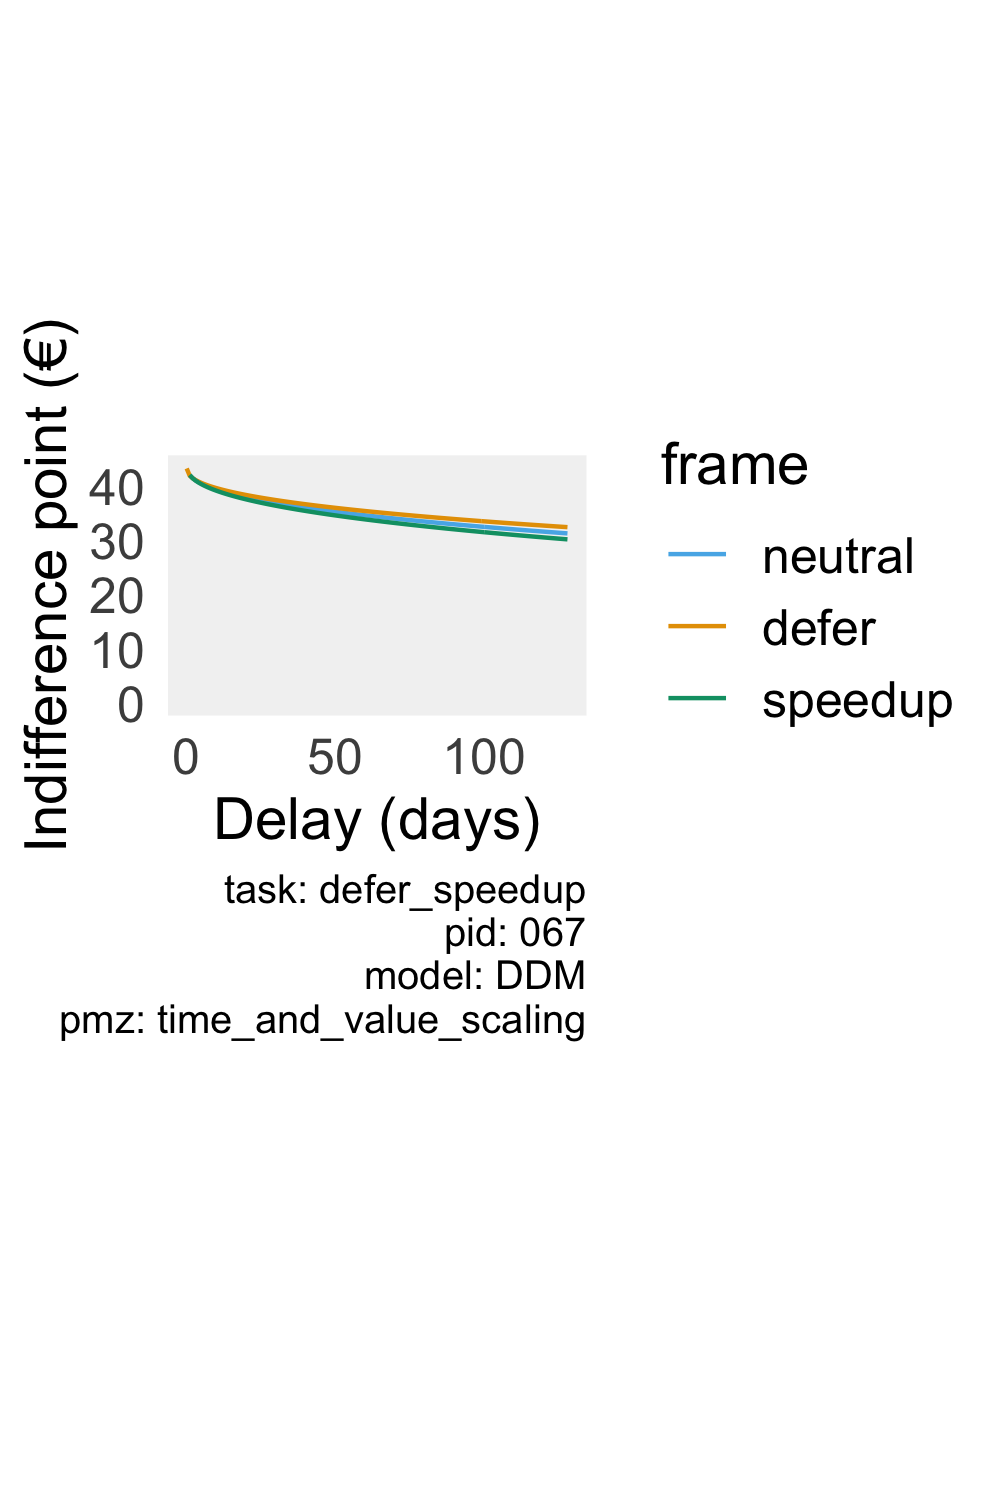 Indifference point (€)
40
30
20
10
0
0 50 100
Delay (days)
frame
neutral
defer
speedup
task: defer_speedup
pid: 067
model: DDM
pmz: time_and_value_scaling